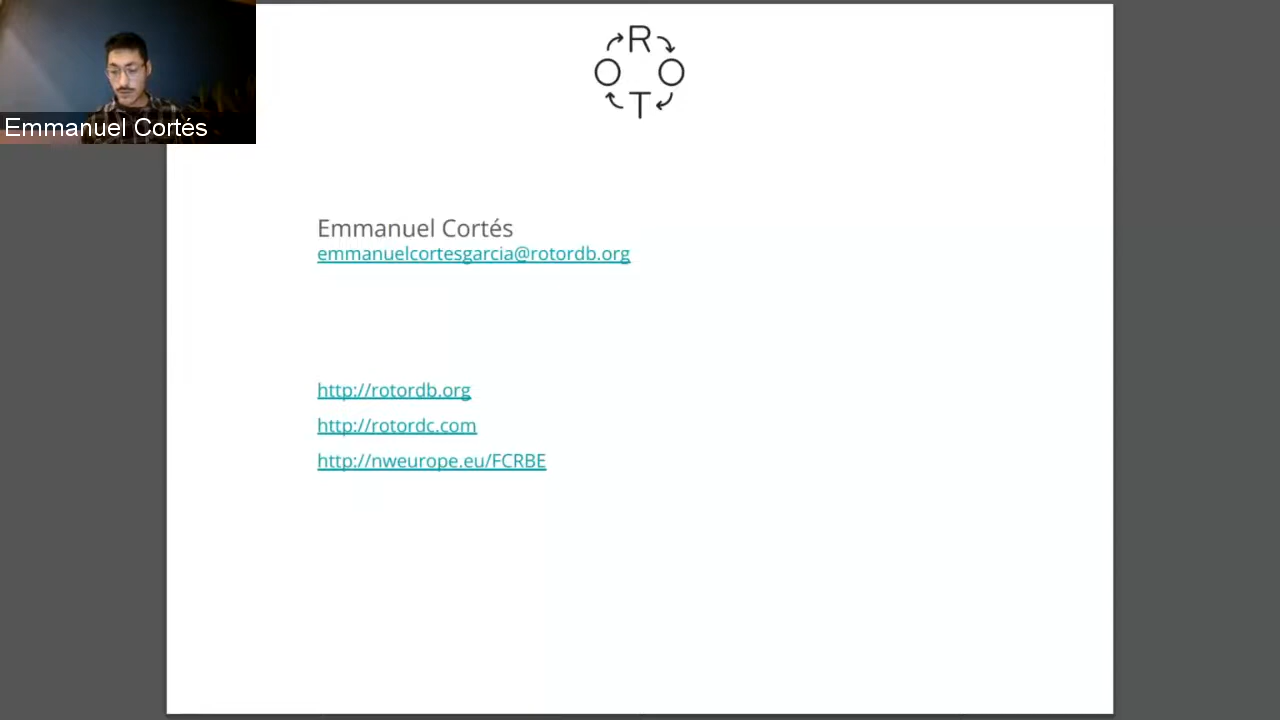 R
O O
T
Emmanuel Cortés
Emmanuel Cortés
emmanuelcortesgarcia@rotordb.org
http://rotordb.org
http://rotordc.com
http://nweurope.eu/FCRBE